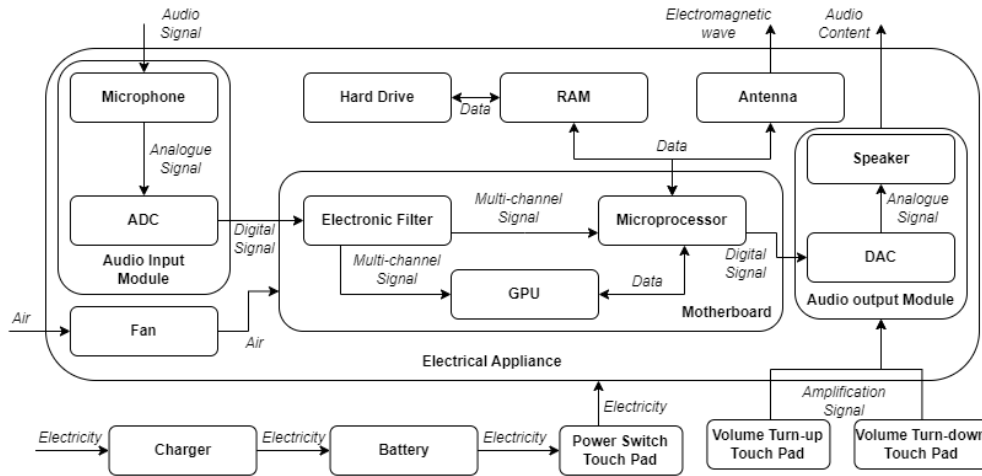 Audio
Signal
Electromagnetic
wave
Audio
Content
Microphone
Hard Drive
Data
RAM
Antenna
Analogue
Signal
Data
Speaker
ADC
Digital
Signal
Audio Input
Module
Electronic Filter
Multi-channel
Signal
Microprocessor
Digital
Signal
Analogue
Signal
DAC
Audio output Module
Multi-channel
Signal
GPU
Data
Motherboard
Air
Fan
Air
Electrical Appliance
Electricity
Amplification
Signal
Electricity
Charger
Electricity
Battery
Electricity
Power Switch
Touch Pad
Volume Turn-up
Touch Pad
Volume Turn-down
Touch Pad